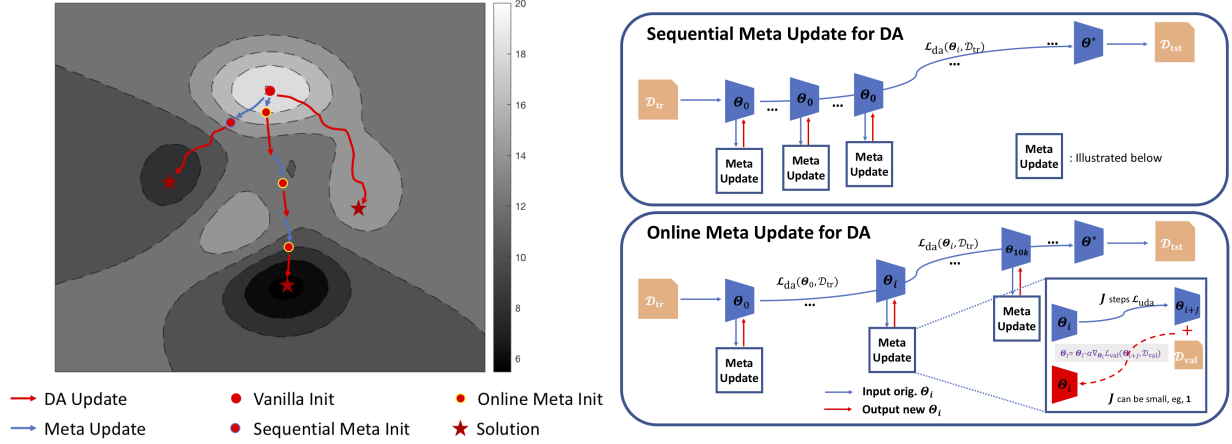 20
18
16
14
12
10
8
6
DA Update
Vanilla Init
Online Meta Init
Meta Update
Sequential Meta Init
Solution
Sequential Meta Update for DA
𝓛da(Θi, 𝒟tr)
...
...
Θ*
𝒟tst
𝒟tr
Θ0
...
Θ0
...
Θ0
Meta
Update
Meta
Update
Meta
Update
Meta
Update
: Illustrated below
Online Meta Update for DA
𝓛da(Θi, 𝒟tr)
...
...
Θ10k
Θ*
𝒟tst
𝒟tr
Θ0
𝓛da(Θ0, 𝒟tr)
...
Θi
Meta
Update
Meta
Update
Meta
Update
J steps 𝓛uda
Θi
Θi+J
+
Θi= Θi-α∇Θi𝓛val(Θi+J,𝒟val)
𝒟val
Θi
J can be small, eg, 1
Input orig. Θi
Output new Θi